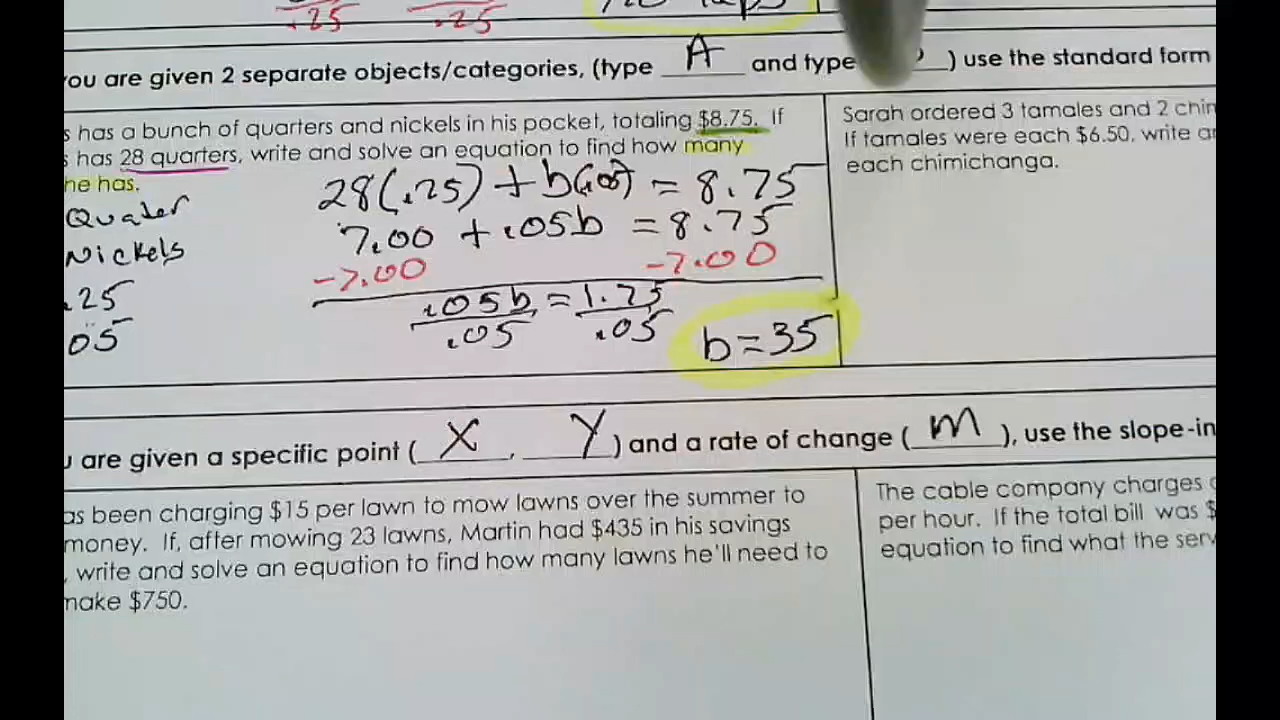 .25 .25
you are given 2 separate objects/categories, (type A and type ) use the standard form
s has a bunch of quarters and nickels in his pocket, totaling $8.75. If
s has 28 quarters, write and solve an equation to find how many
he has.
Quater
Nickels
.25
05
28(.25) + b(.05) = 8.75
7.00 + .05b = 8.75
-7.00 -7.00
.05b = 1.75
.05 .05
b=35
Sarah ordered 3 tamales and 2 chim
If tamales were each $6.50, write an
each chimichanga.
u are given a specific point ( X , Y ) and a rate of change ( m ), use the slope-in
as been charging $15 per lawn to mow lawns over the summer to
money. If, after mowing 23 lawns, Martin had $435 in his savings
, write and solve an equation to find how many lawns he'll need to
make $750.
The cable company charges
per hour. If the total bill was $
equation to find what the serv